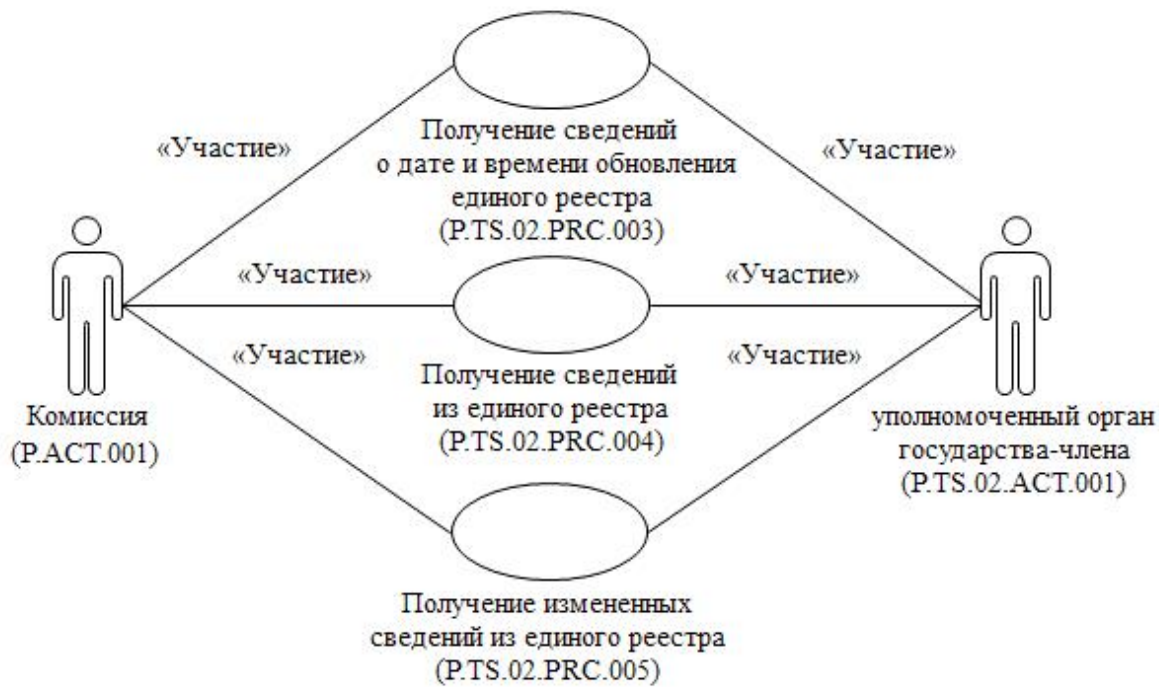 «Участие»
«Участие»
Получение сведений
о дате и времени обновления
единого реестра
(P.TS.02.PRC.003)
«Участие»
«Участие»
«Участие»
«Участие»
Получение сведений
из единого реестра
(P.TS.02.PRC.004)
Комиссия
(P.ACT.001)
уполномоченный орган
государства-члена
(P.TS.02.ACT.001)
Получение измененных
сведений из единого реестра
(P.TS.02.PRC.005)